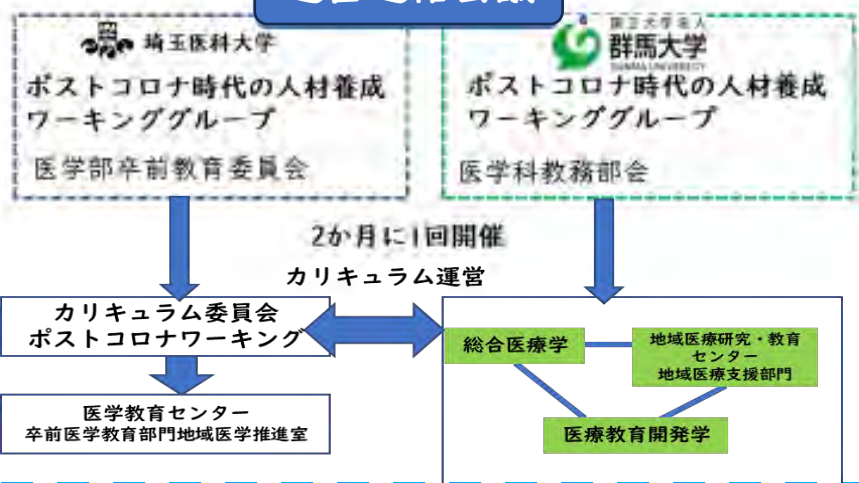 埼玉医科大学
ポストコロナ時代の人材養成
ワーキンググループ
医学部卒前教育委員会
国立大学法人
群馬大学
GUNMA UNIVERSITY
ポストコロナ時代の人材養成
ワーキンググループ
医学科教務部会
2か月に1回開催
カリキュラム運営
カリキュラム委員会
ポストコロナワーキング
医学教育センター
卒前医学教育部門地域医学推進室
総合医療学
地域医療研究・教育
センター
地域医療支援部門
医療教育開発学